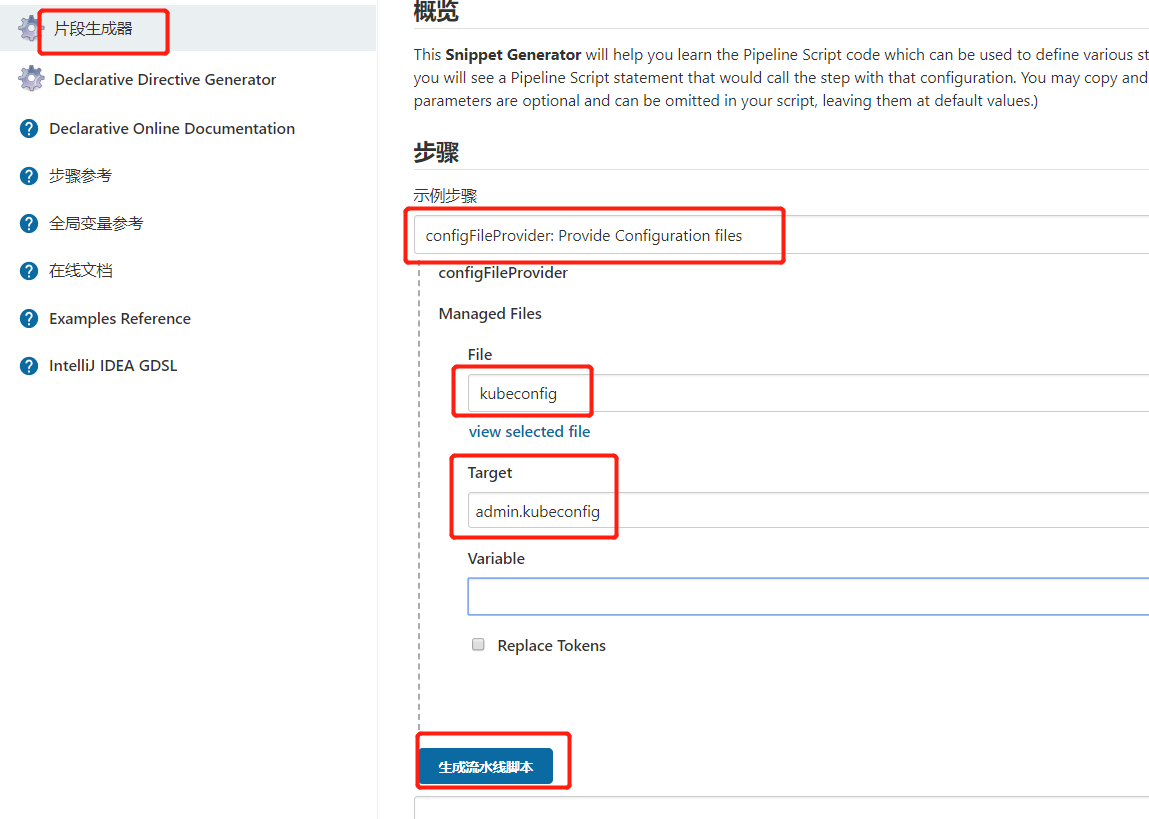 片段生成器
Declarative Directive Generator
Declarative Online Documentation
步骤参考
全局变量参考
在线文档
Examples Reference
IntelliJ IDEA GDSL
概览
This Snippet Generator will help you learn the Pipeline Script code which can be used to define various st
you will see a Pipeline Script statement that would call the step with that configuration. You may copy and
parameters are optional and can be omitted in your script, leaving them at default values.)
步骤
示例步骤
configFileProvider: Provide Configuration files
configFileProvider
Managed Files
File
kubeconfig
view selected file
Target
admin.kubeconfig
Variable
Replace Tokens
生成流水线脚本